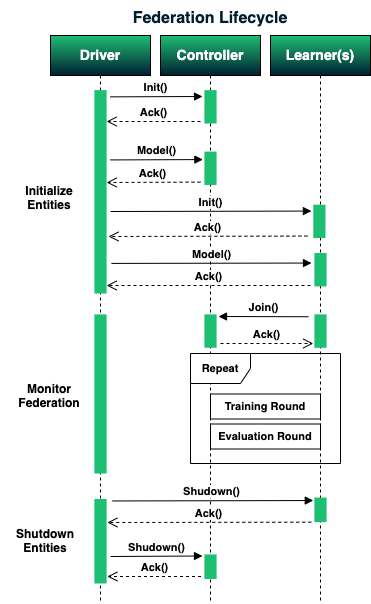 Federation Lifecycle
Driver
Controller
Learner(s)
Init()
Ack()
Model()
Ack()
Initialize
Entities
Init()
Ack()
Model()
Ack()
Join()
Ack()
Repeat
Monitor
Federation
Training Round
Evaluation Round
Shudown()
Ack()
Shutdown
Entities
Shudown()
Ack()